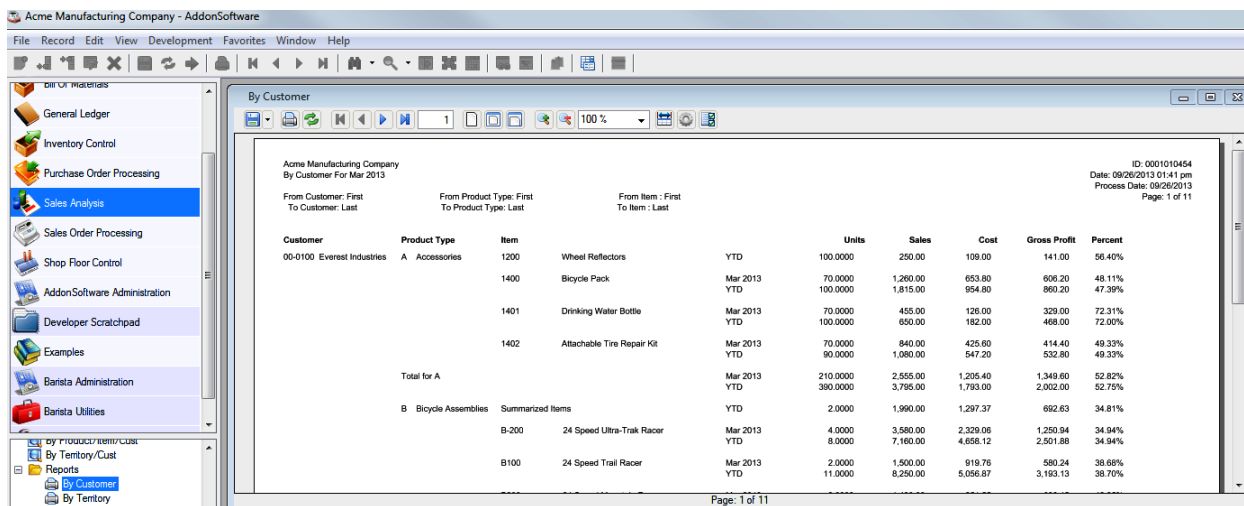 Acme Manufacturing Company - AddonSoftware
File Record Edit View Development Favorites Window Help
Bill Of Materials
General Ledger
Inventory Control
Purchase Order Processing
Sales Analysis
Sales Order Processing
Shop Floor Control
AddonSoftware Administration
Developer Scratchpad
Examples
Barista Administration
Barista Utilities
By Product/Item/Cust
By Territory/Cust
Reports
By Customer
By Territory
By Customer
1 100 %
Acme Manufacturing Company ID: 0001010454
By Customer For Mar 2013 Date: 09/26/2013 01:41 pm
Process Date: 09/26/2013
From Customer: First From Product Type: First From Item : First Page: 1 of 11
To Customer: Last To Product Type: Last To Item : Last
Customer Product Type Item Units Sales Cost Gross Profit Percent
00-0100 Everest Industries A Accessories 1200 Wheel Reflectors YTD 100.0000 250.00 109.00 141.00 56.40%
1400 Bicycle Pack Mar 2013 70.0000 1,260.00 653.80 606.20 48.11%
YTD 100.0000 1,815.00 954.80 860.20 47.39%
1401 Drinking Water Bottle Mar 2013 70.0000 455.00 126.00 329.00 72.31%
YTD 100.0000 650.00 182.00 468.00 72.00%
1402 Attachable Tire Repair Kit Mar 2013 70.0000 840.00 425.60 414.40 49.33%
YTD 90.0000 1,080.00 547.20 532.80 49.33%
Total for A Mar 2013 210.0000 2,555.00 1,205.40 1,349.60 52.82%
YTD 390.0000 3,795.00 1,793.00 2,002.00 52.75%
B Bicycle Assemblies Summarized Items YTD 2.0000 1,990.00 1,297.37 692.63 34.81%
B-200 24 Speed Ultra-Trak Racer Mar 2013 4.0000 3,580.00 2,329.06 1,250.94 34.94%
YTD 8.0000 7,160.00 4,658.12 2,501.88 34.94%
B100 24 Speed Trail Racer Mar 2013 2.0000 1,500.00 919.76 580.24 38.68%
YTD 11.0000 8,250.00 5,056.87 3,193.13 38.70%
Page: 1 of 11